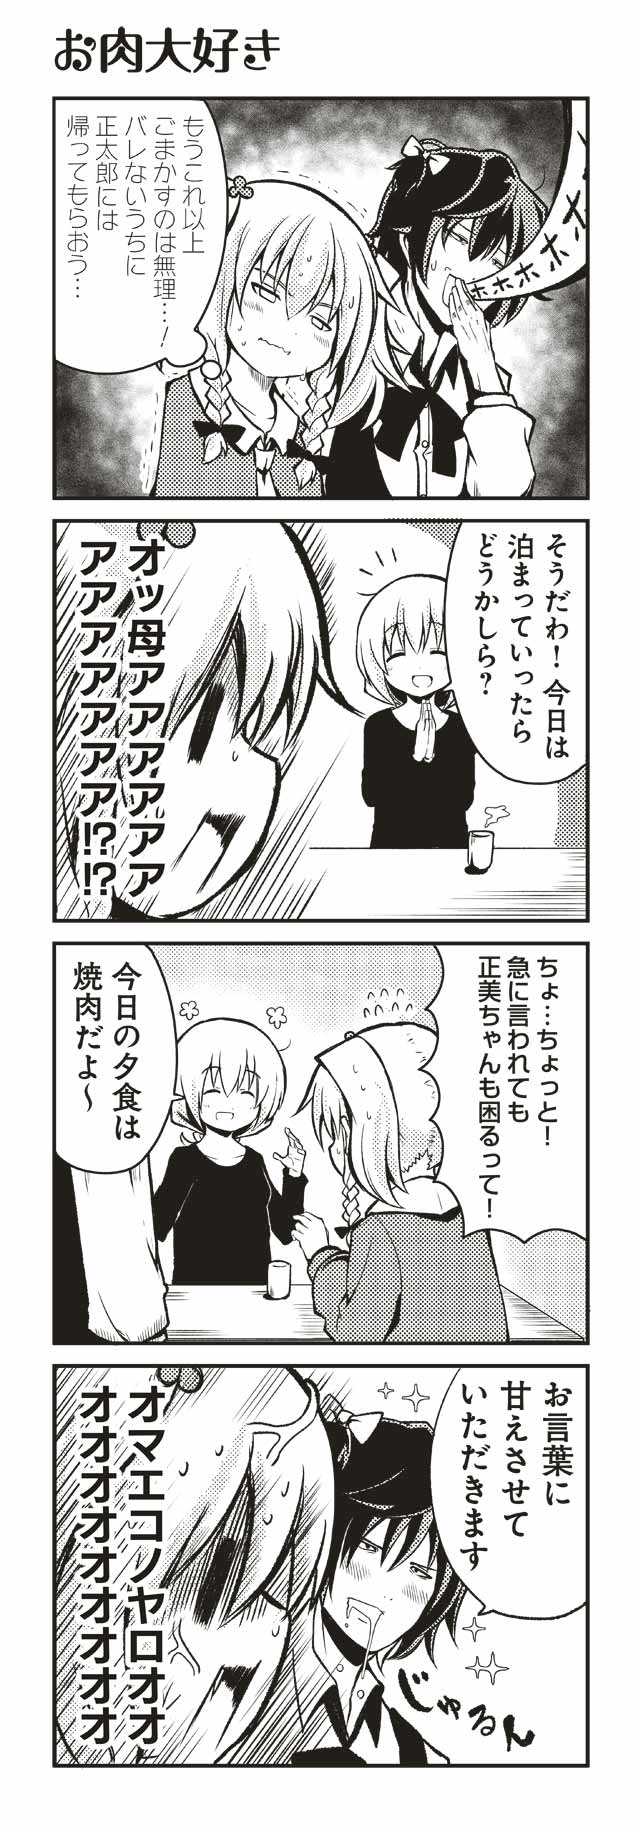 お肉大好き
ホホホホホホ
もうこれ以上
ごまかすのは無理…！
バレないうちに
正太郎には
帰ってもらおう…
そうだわ！今日は
泊まっていったら
どうかしら？
オッ母アアアアアア
アアアアアアア!?!?
ちょ…ちょっと！
急に言われても
正美ちゃんも困るって！
今日の夕食は
焼肉だよ〜
お言葉に
甘えさせて
いただきます
じゅるん
オマエコノヤロオオ
オオオオオオオオオ